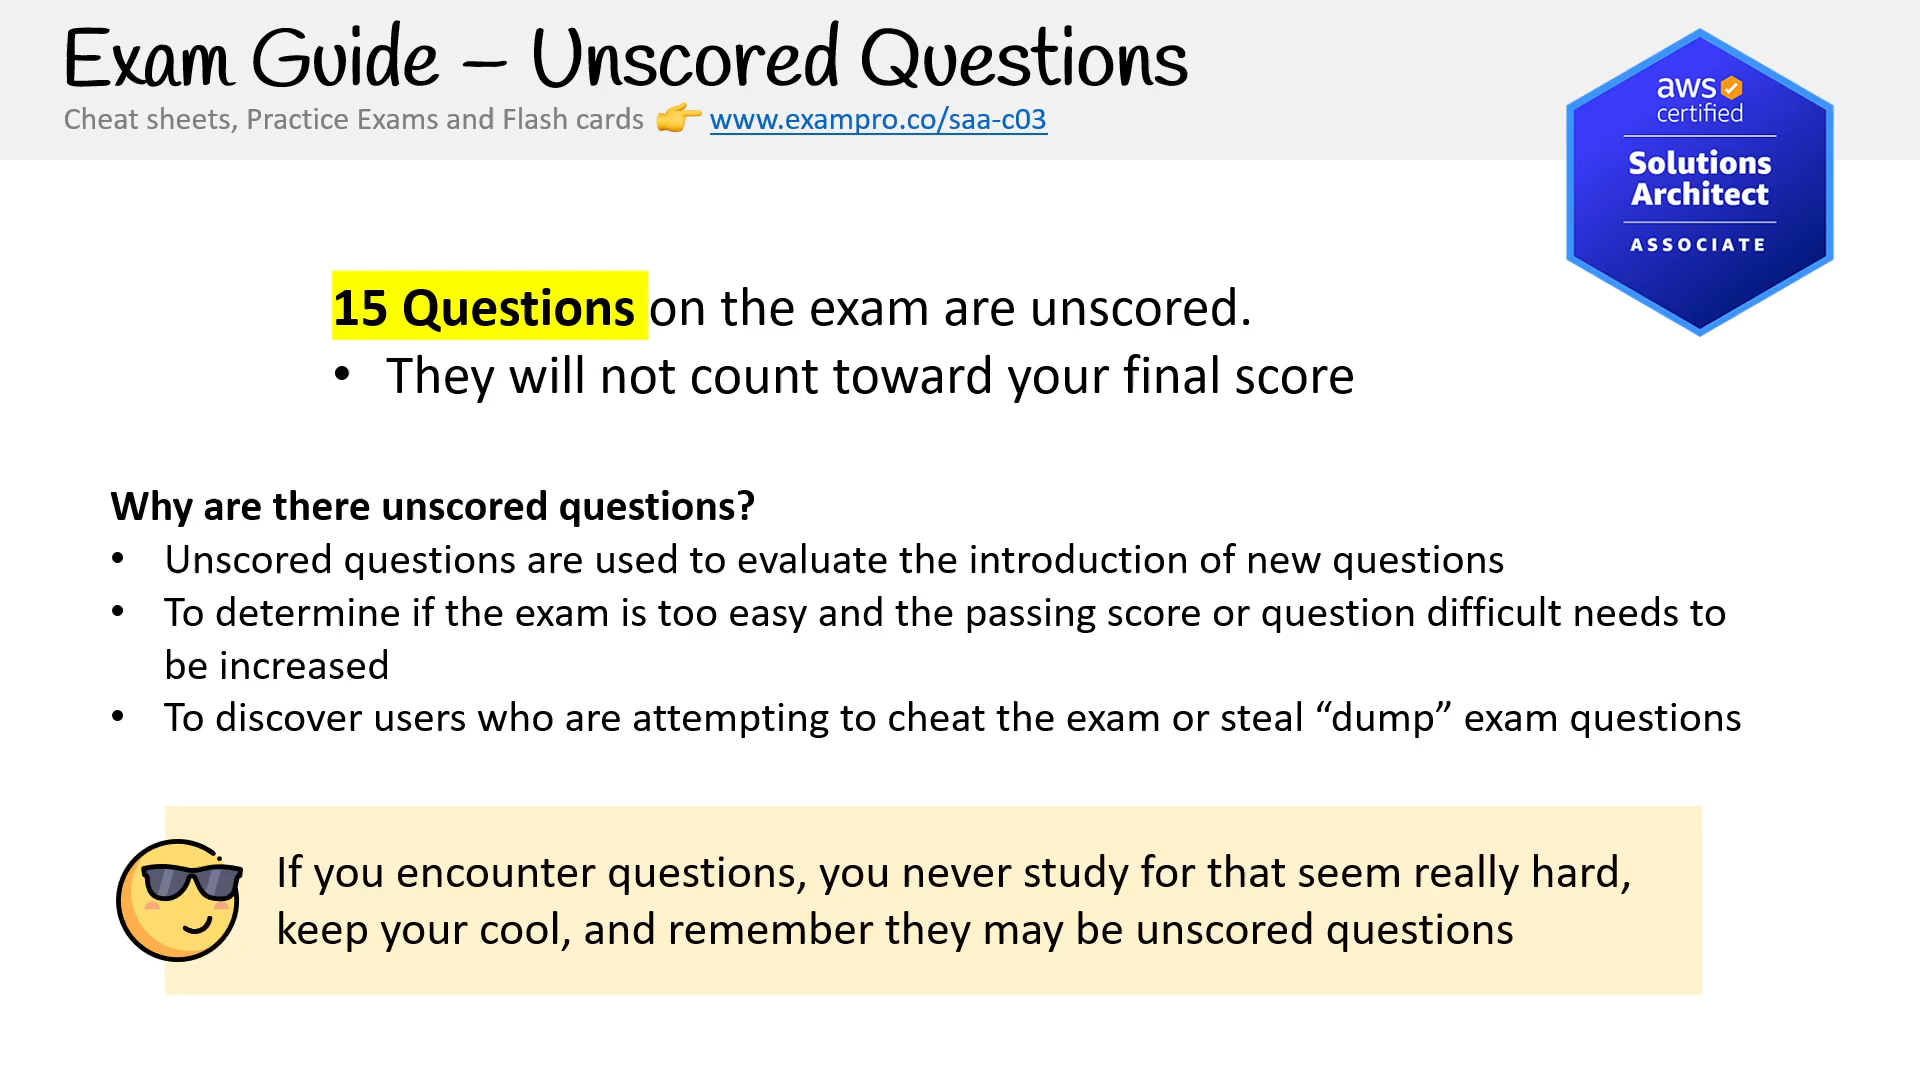 Exam Guide – Unscored Questions
Cheat sheets, Practice Exams and Flash cards 👉 www.exampro.co/saa-c03
aws
certified
Solutions
Architect
ASSOCIATE
15 Questions on the exam are unscored.
• They will not count toward your final score
Why are there unscored questions?
• Unscored questions are used to evaluate the introduction of new questions
• To determine if the exam is too easy and the passing score or question difficult needs to
be increased
• To discover users who are attempting to cheat the exam or steal “dump” exam questions
If you encounter questions, you never study for that seem really hard,
keep your cool, and remember they may be unscored questions